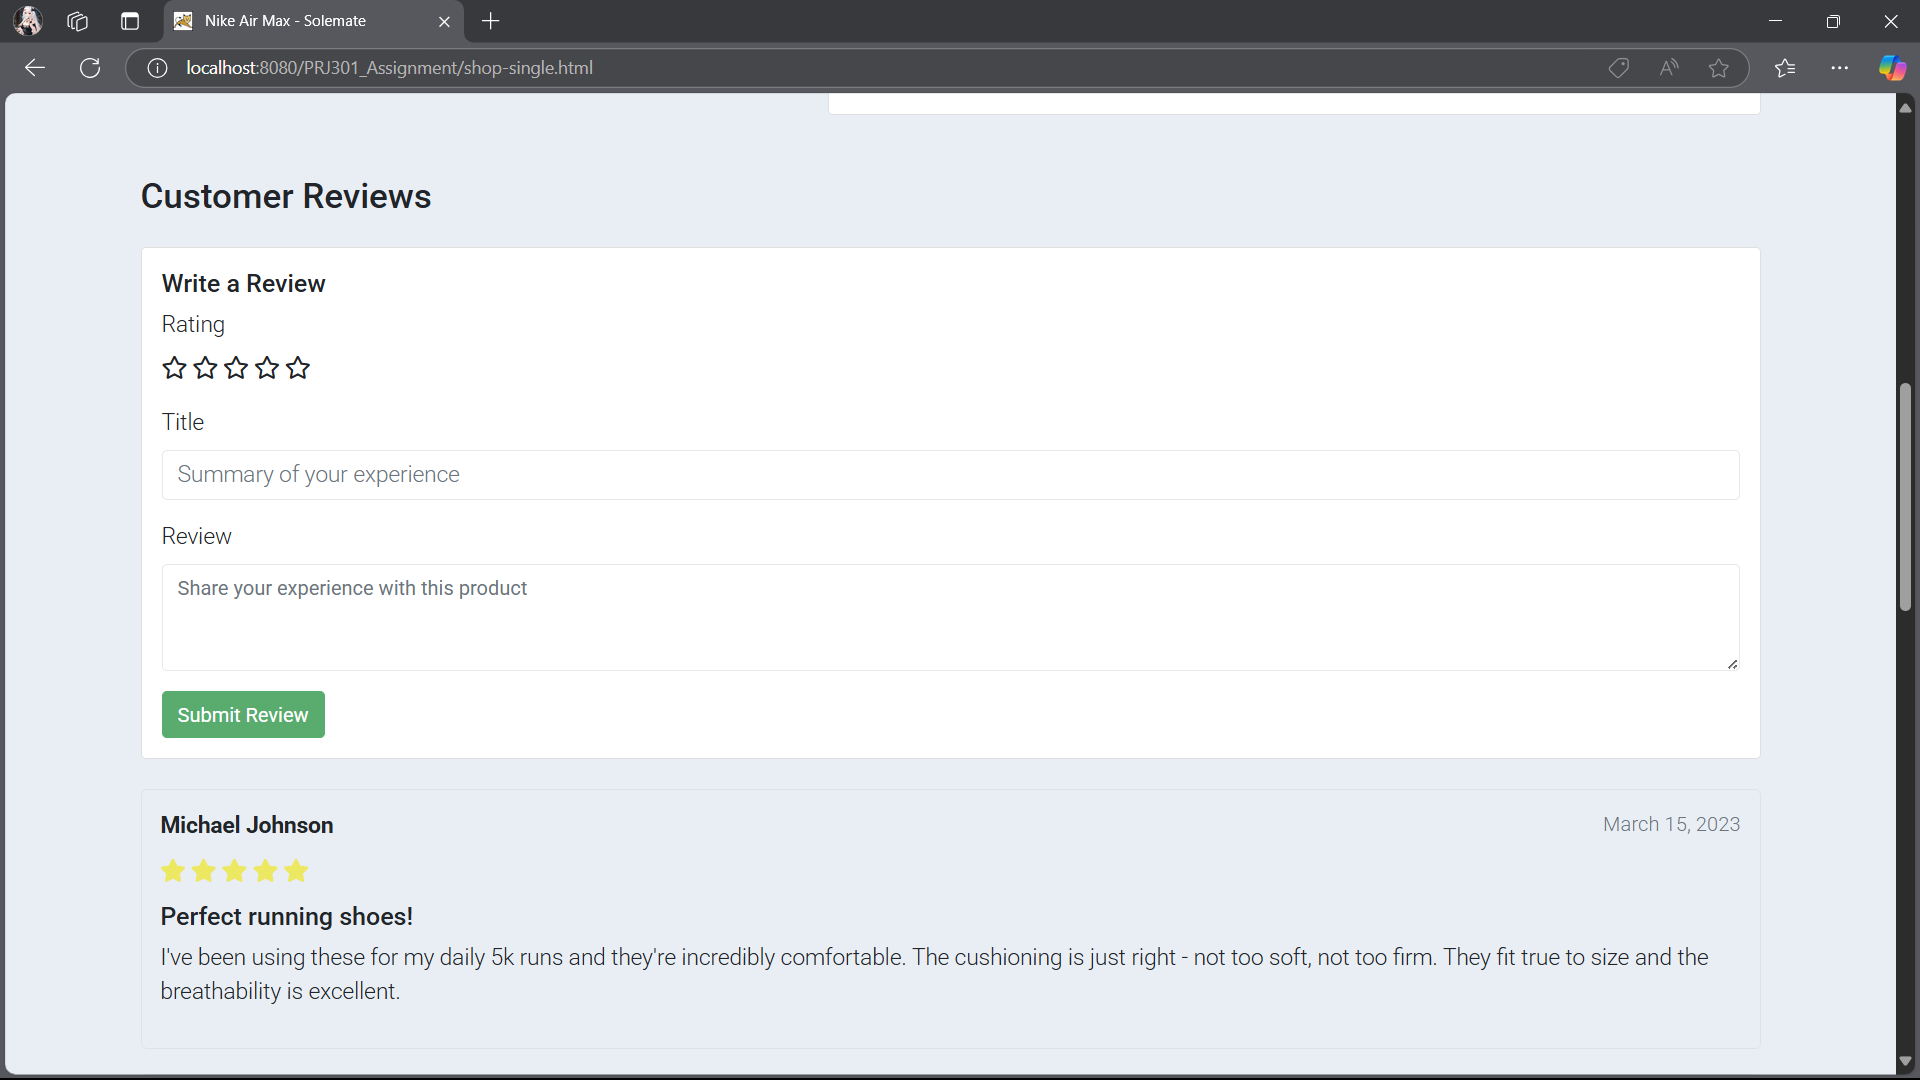 Nike Air Max - Solemate
localhost:8080/PRJ301_Assignment/shop-single.html
Customer Reviews
Write a Review
Rating
Title
Summary of your experience
Review
Share your experience with this product
Submit Review
Michael Johnson
March 15, 2023
Perfect running shoes!
I've been using these for my daily 5k runs and they're incredibly comfortable. The cushioning is just right - not too soft, not too firm. They fit true to size and the
breathability is excellent.